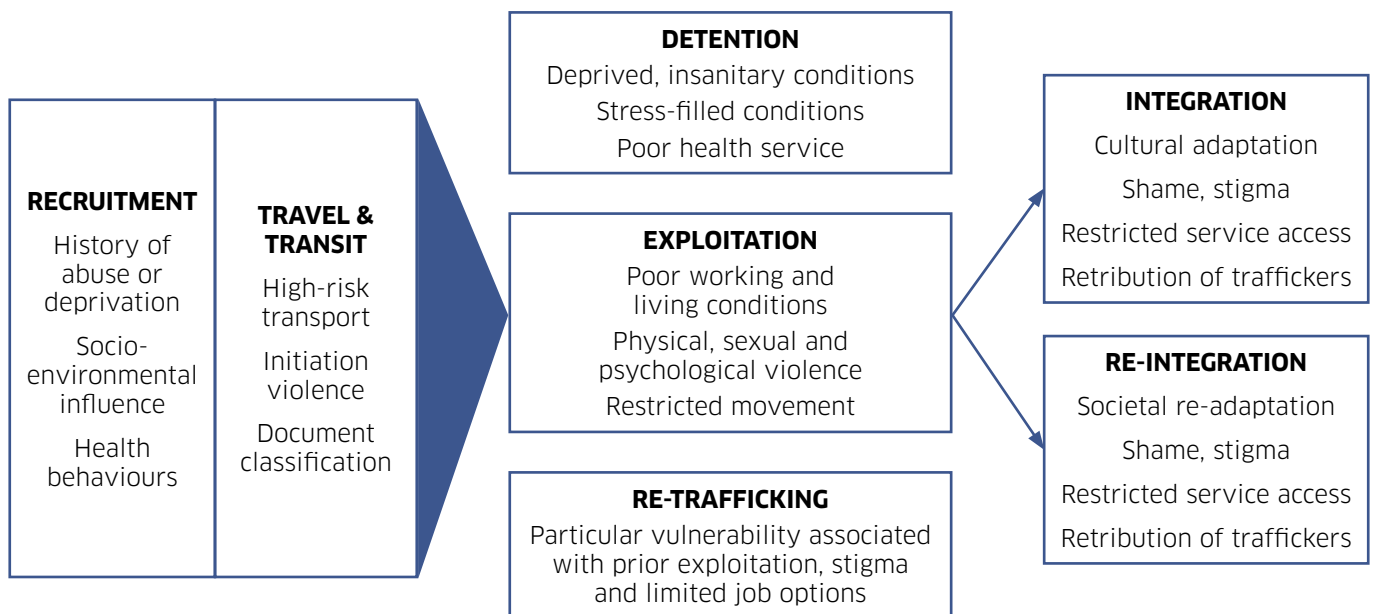 RECRUITMENT
History of
abuse or
deprivation
Socio-
environmental
influence
Health
behaviours
TRAVEL &
TRANSIT
High-risk
transport
Initiation
violence
Document
classification
DETENTION
Deprived, insanitary conditions
Stress-filled conditions
Poor health service
EXPLOITATION
Poor working and
living conditions
Physical, sexual and
psychological violence
Restricted movement
RE-TRAFFICKING
Particular vulnerability associated
with prior exploitation, stigma
and limited job options
INTEGRATION
Cultural adaptation
Shame, stigma
Restricted service access
Retribution of traffickers
RE-INTEGRATION
Societal re-adaptation
Shame, stigma
Restricted service access
Retribution of traffickers